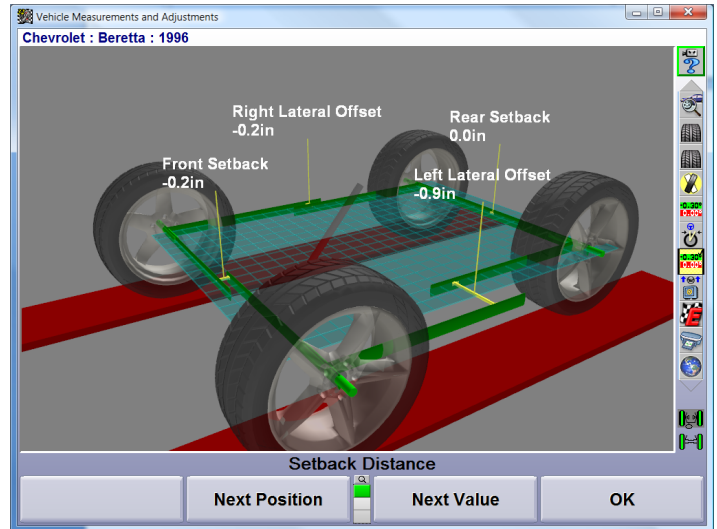 Vehicle Measurements and Adjustments
Chevrolet : Beretta : 1996
Right Lateral Offset
-0.2in
Rear Setback
0.0in
Front Setback
-0.2in
Left Lateral Offset
-0.9in
Setback Distance
Next Position
Next Value
OK